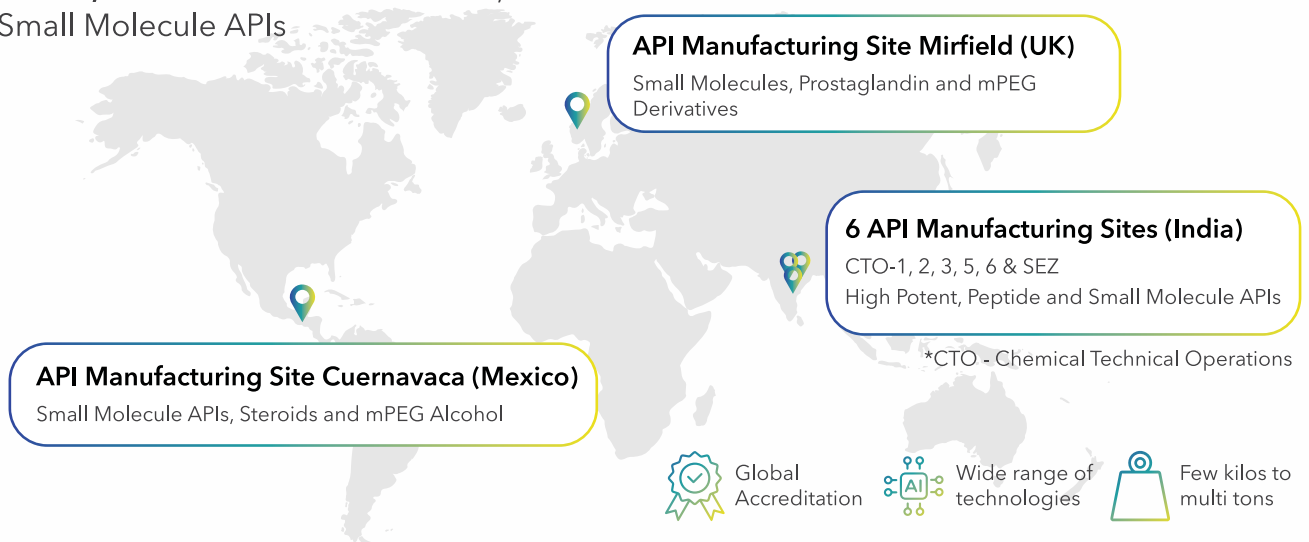 Small Molecule APIs
API Manufacturing Site Mirfield (UK)
Small Molecules, Prostaglandin and mPEG
Derivatives
6 API Manufacturing Sites (India)
CTO-1, 2, 3, 5, 6 & SEZ
High Potent, Peptide and Small Molecule APIs
*CTO - Chemical Technical Operations
API Manufacturing Site Cuernavaca (Mexico)
Small Molecule APIs, Steroids and mPEG Alcohol
Global
Accreditation
AI
Wide range of
technologies
Few kilos to
multi tons